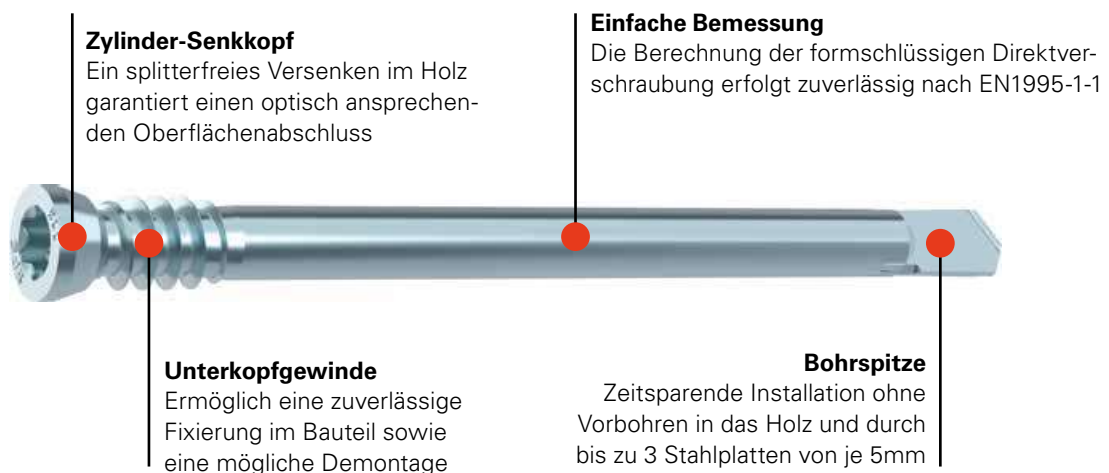 Zylinder-Senkkopf
Ein splitterfreies Versenken im Holz
garantiert einen optisch ansprechen-
den Oberflächenabschluss
Einfache Bemessung
Die Berechnung der formschlüssigen Direktver-
schraubung erfolgt zuverlässig nach EN1995-1-1
Unterkopfgewinde
Ermöglich eine zuverlässige
Fixierung im Bauteil sowie
eine mögliche Demontage
Bohrspitze
Zeitsparende Installation ohne
Vorbohren in das Holz und durch
bis zu 3 Stahlplatten von je 5mm